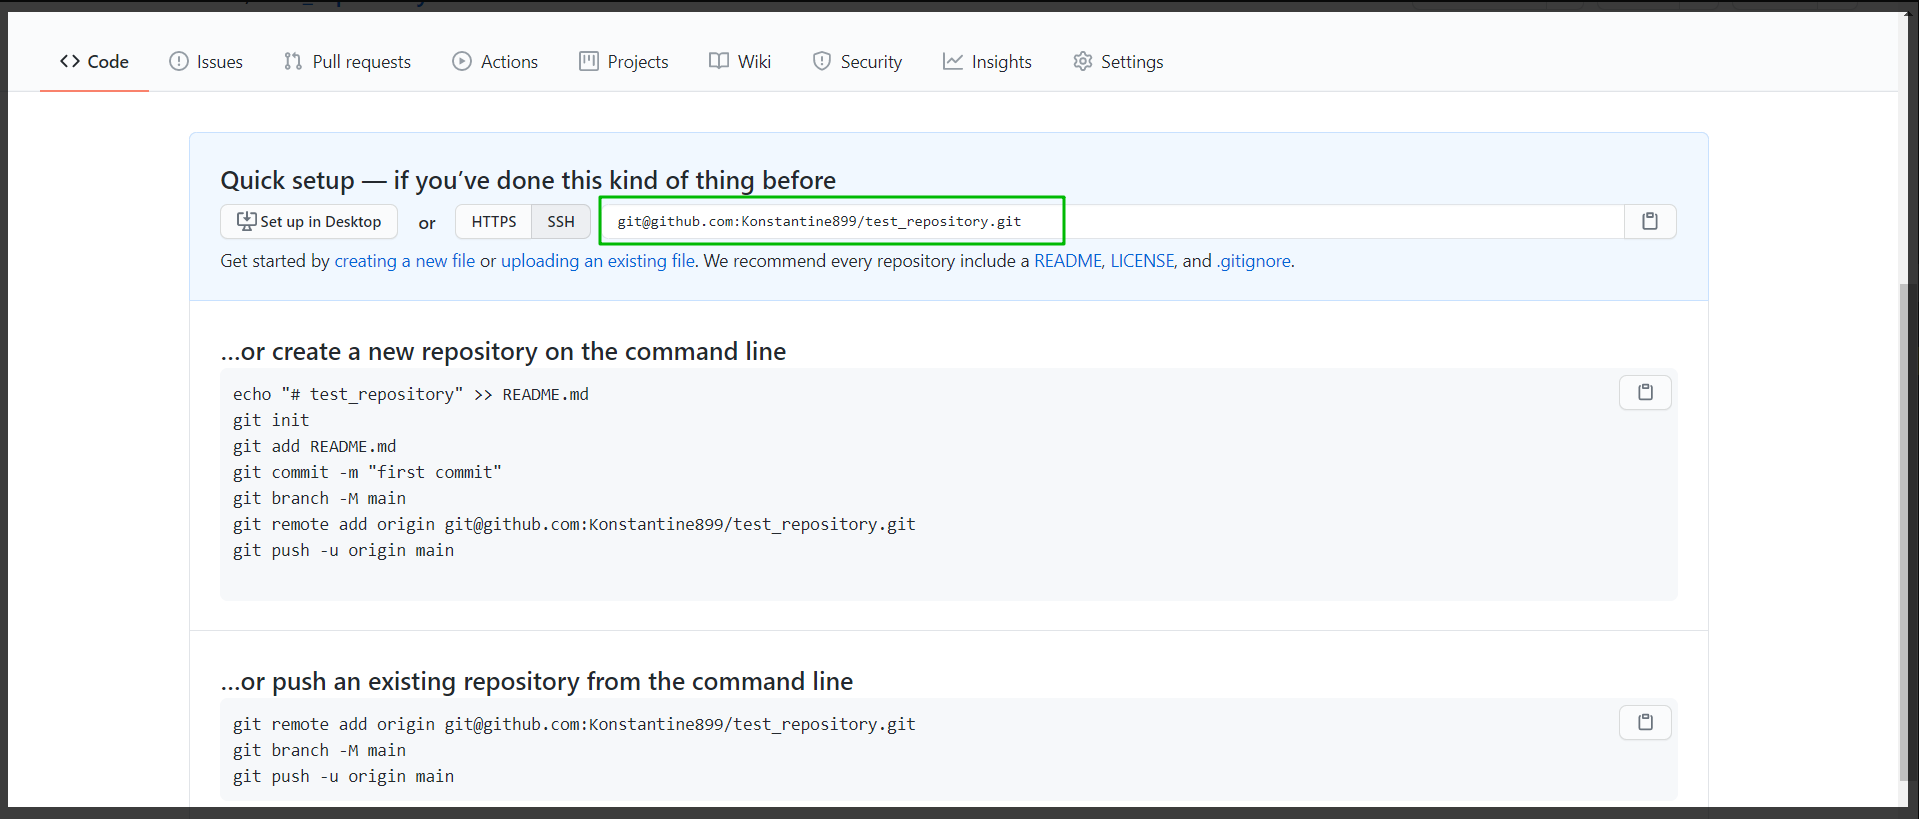 Code Issues Pull requests Actions Projects Wiki Security Insights Settings
Quick setup — if you’ve done this kind of thing before
Set up in Desktop or HTTPS SSH git@github.com:Konstantine899/test_repository.git
Get started by creating a new file or uploading an existing file. We recommend every repository include a README, LICENSE, and .gitignore.
…or create a new repository on the command line
echo "# test_repository" >> README.md
git init
git add README.md
git commit -m "first commit"
git branch -M main
git remote add origin git@github.com:Konstantine899/test_repository.git
git push -u origin main
…or push an existing repository from the command line
git remote add origin git@github.com:Konstantine899/test_repository.git
git branch -M main
git push -u origin main